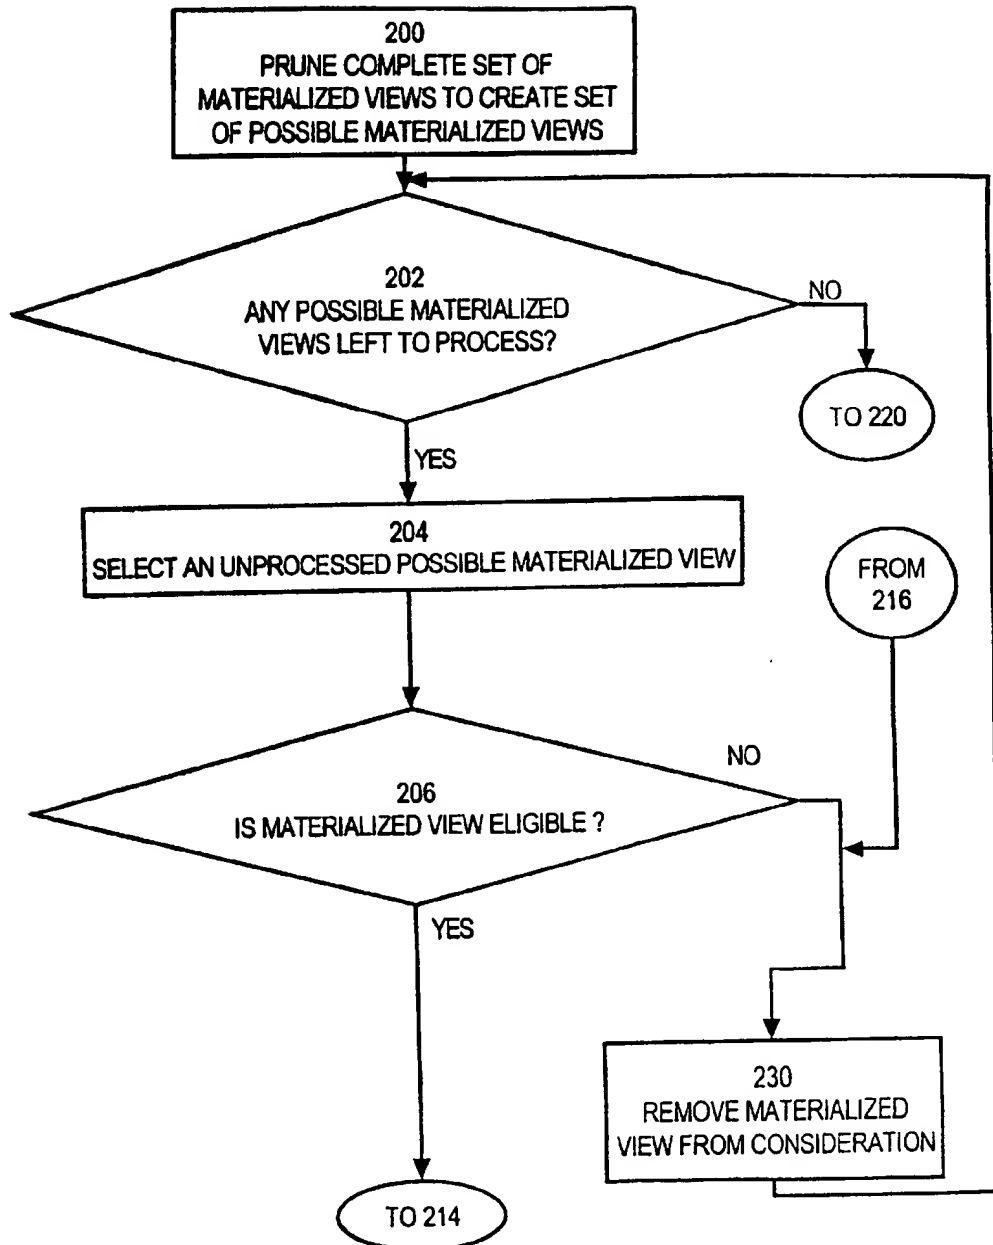 200
PRUNE COMPLETE SET OF
MATERIALIZED VIEWS TO CREATE SET
OF POSSIBLE MATERIALIZED VIEWS
202
ANY POSSIBLE MATERIALIZED
VIEWS LEFT TO PROCESS?
NO
TO 220
YES
204
SELECT AN UNPROCESSED POSSIBLE MATERIALIZED VIEW
FROM
216
206
IS MATERIALIZED VIEW ELIGIBLE ?
NO
YES
230
REMOVE MATERIALIZED
VIEW FROM CONSIDERATION
TO 214